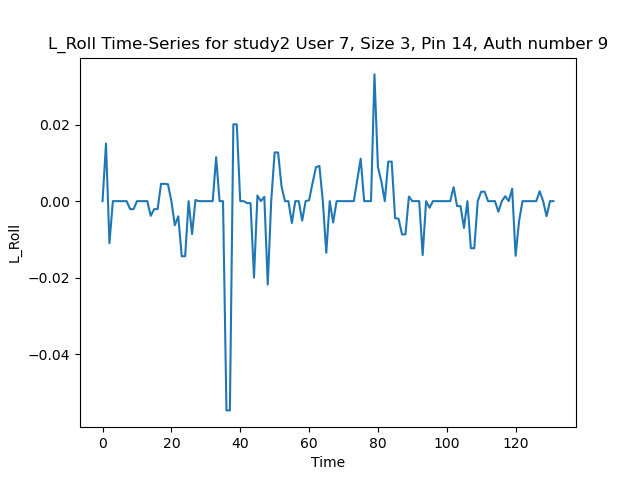 L_Roll Time-Series for study2 User 7, Size 3, Pin 14, Auth number 9
0.02
0.00
−0.02
−0.04
L_Roll
0 20 40 60 80 100 120
Time